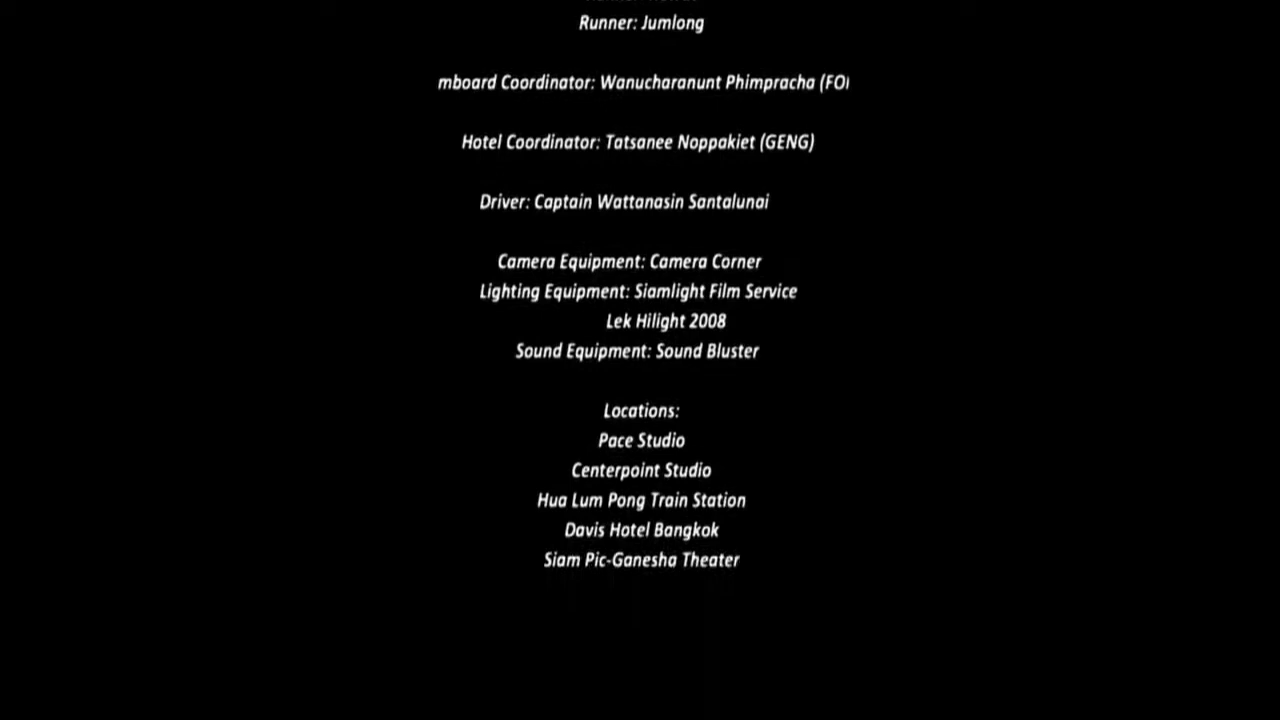 Runner: Jumlong
mboard Coordinator: Wanucharanunt Phimpracha (FO
Hotel Coordinator: Tatsanee Noppakiet (GENG)
Driver: Captain Wattanasin Santalunai
Camera Equipment: Camera Corner
Lighting Equipment: Siamlight Film Service
Lek Hilight 2008
Sound Equipment: Sound Bluster
Locations:
Pace Studio
Centerpoint Studio
Hua Lum Pong Train Station
Davis Hotel Bangkok
Siam Pic-Ganesha Theater